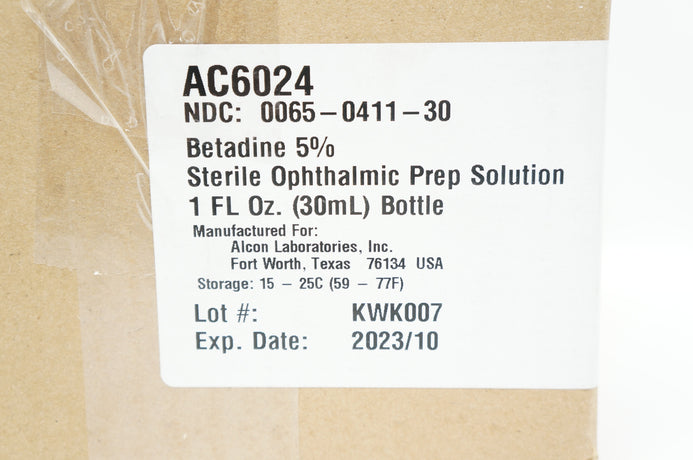 AC6024
NDC: 0065-0411-30
Betadine 5%
Sterile Ophthalmic Prep Solution
1 FL Oz. (30mL) Bottle
Manufactured For:
Alcon Laboratories, Inc.
Fort Worth, Texas 76134 USA
Storage: 15 - 25C (59 - 77F)
Lot #: KWK007
Exp. Date: 2023/10